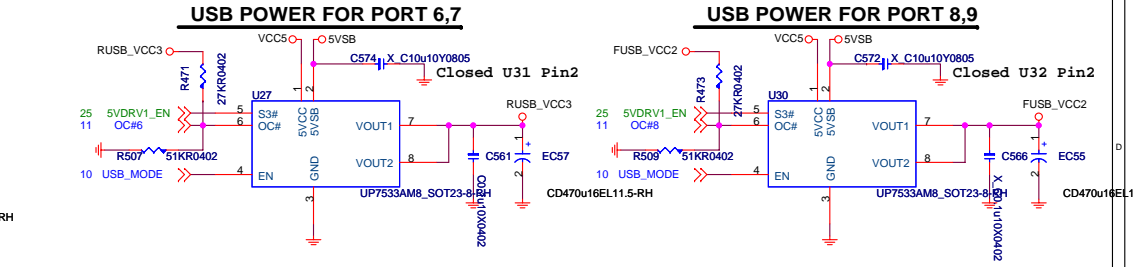 USB POWER FOR PORT 6,7
USB POWER FOR PORT 8,9
RUSB_VCC3
VCC5
5VSB
C574
X_C10u10Y0805
Closed U31 Pin2
R471
27KR0402
U27
RUSB_VCC3
25
5VDRV1_EN
11
OC#6
R507
51KR0402
10
USB_MODE
5
S3#
6
OC#
4
EN
1
5VCC
2
5VSB
3
GND
VOUT1
7
VOUT2
8
UP7533AM8_SOT23-8-RH
C561
1
+
EC57
2
CD470u16EL11.5-RH
RH
FUSB_VCC2
VCC5
5VSB
C572
X_C10u10Y0805
Closed U32 Pin2
R473
27KR0402
U30
FUSB_VCC2
25
5VDRV1_EN
11
OC#8
R509
51KR0402
10
USB_MODE
5
S3#
6
OC#
4
EN
1
5VCC
2
5VSB
3
GND
VOUT1
7
VOUT2
8
UP7533AM8_SOT23-8-RH
C566
1
+
EC55
2
CD470u16EL1
D